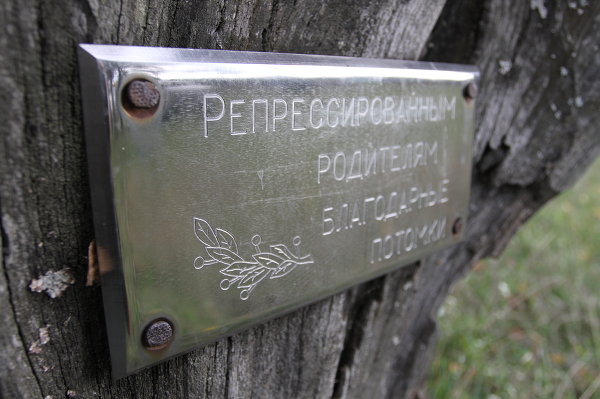 Репрессированным
родителям
благодарные
потомки